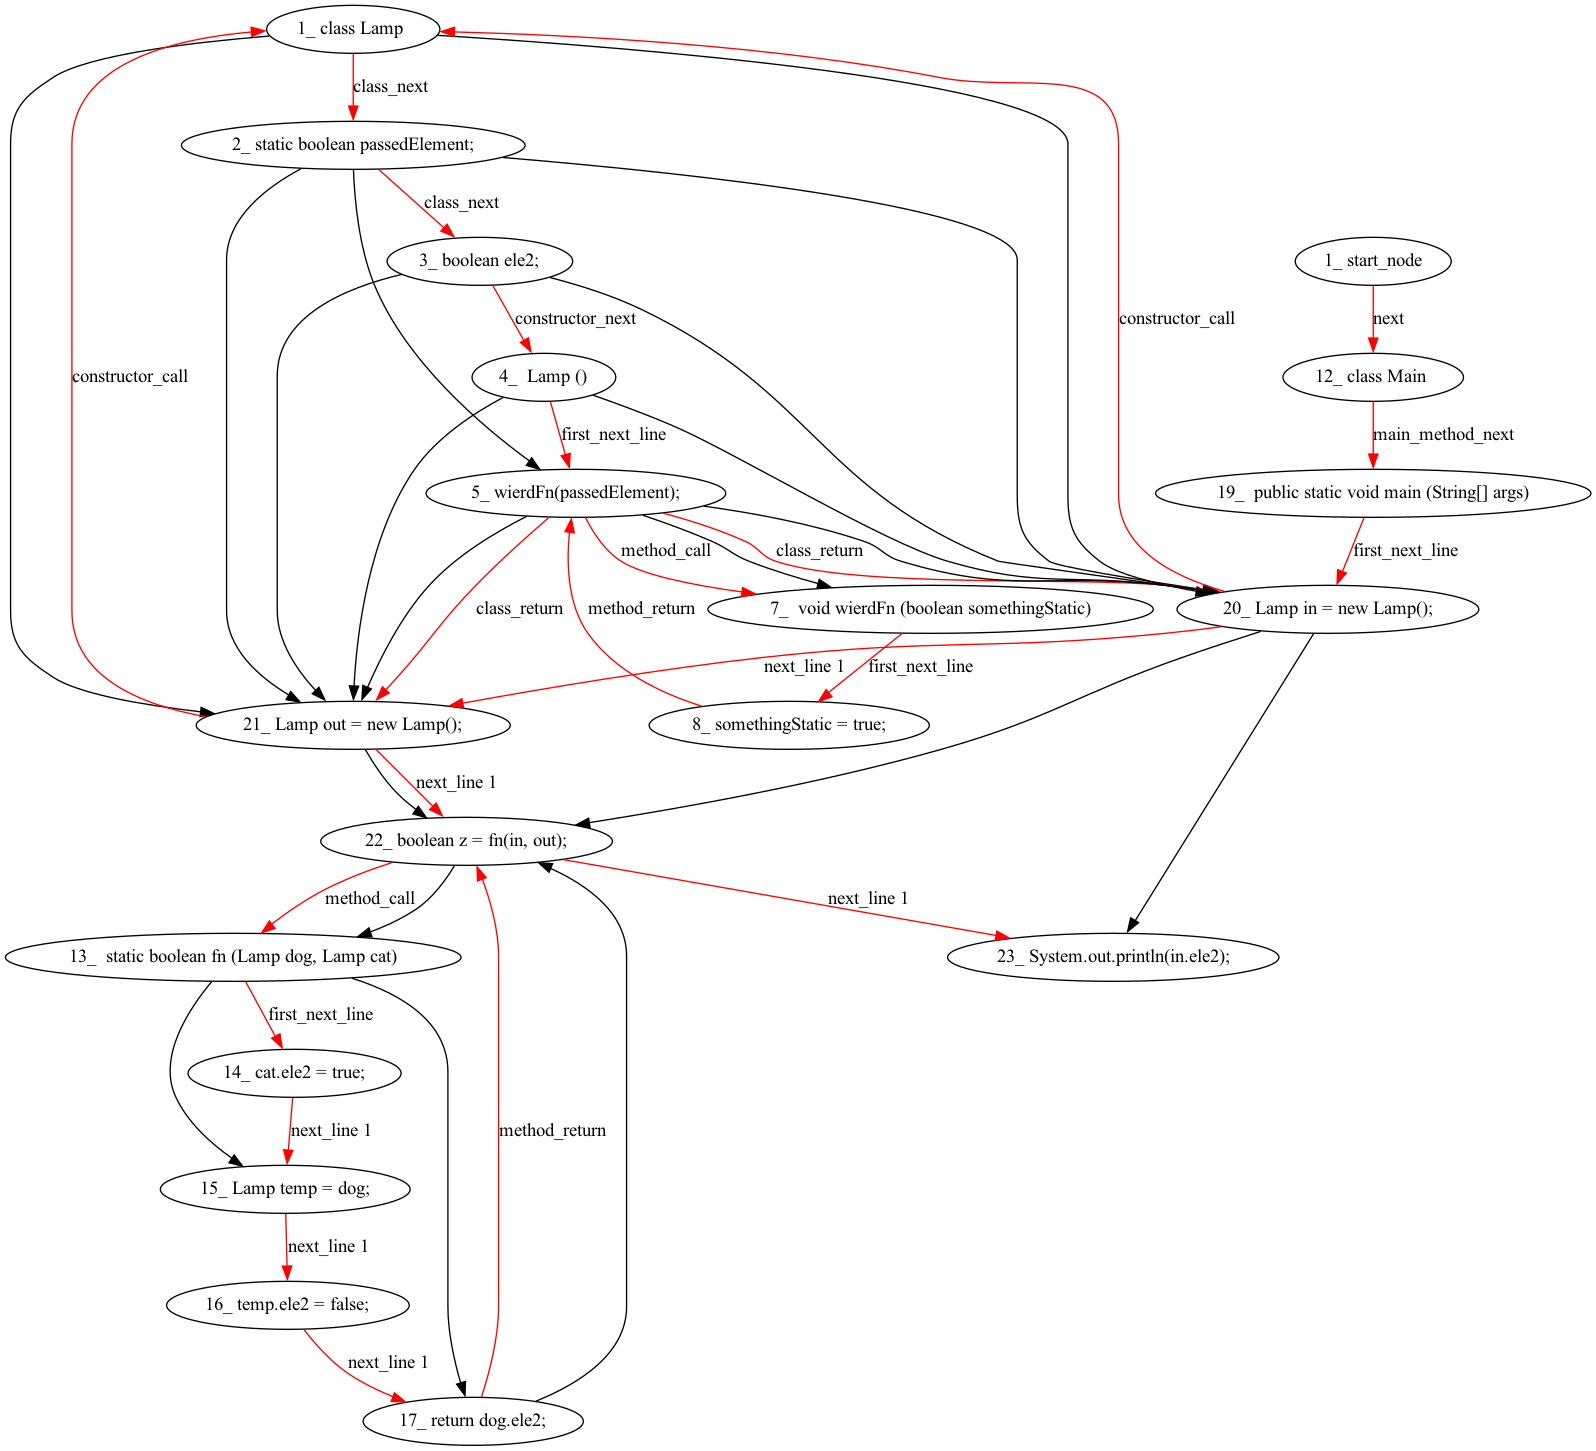 1_ class Lamp
class_next
2_ static boolean passedElement;
class_next
3_ boolean ele2;
1_ start_node
constructor_next
constructor_call
next
constructor_call
4_  Lamp ()
12_ class Main
first_next_line
main_method_next
5_ wierdFn(passedElement);
19_  public static void main (String[] args)
method_call
class_return
first_next_line
class_return
method_return
7_  void wierdFn (boolean somethingStatic)
20_ Lamp in = new Lamp();
next_line 1
first_next_line
21_ Lamp out = new Lamp();
8_ somethingStatic = true;
next_line 1
22_ boolean z = fn(in, out);
method_call
next_line 1
13_  static boolean fn (Lamp dog, Lamp cat)
23_ System.out.println(in.ele2);
first_next_line
14_ cat.ele2 = true;
next_line 1
method_return
15_ Lamp temp = dog;
next_line 1
16_ temp.ele2 = false;
next_line 1
17_ return dog.ele2;